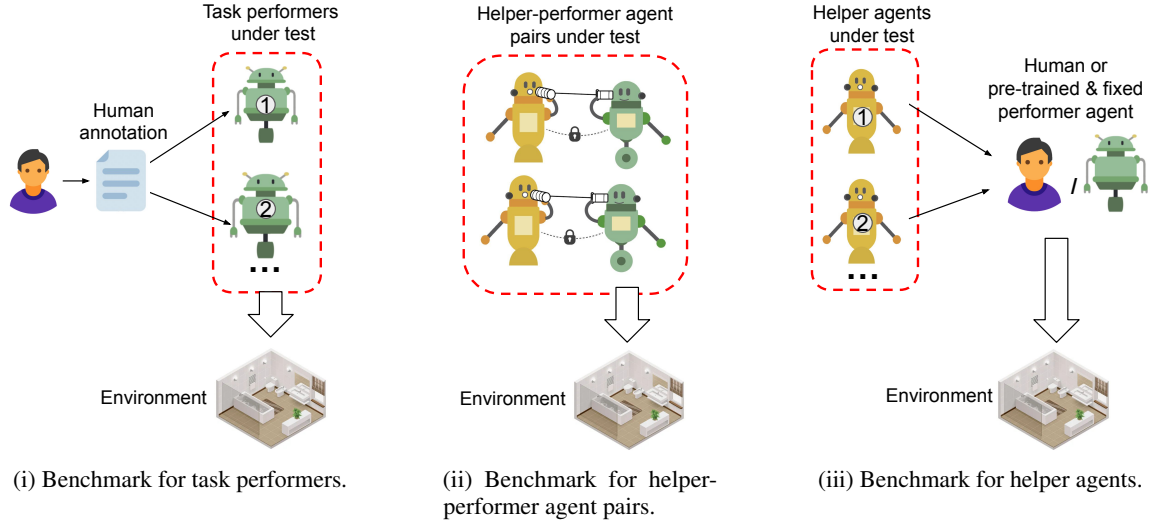 Task performers
under test
Human
annotation
1
2
...
Environment
(i) Benchmark for task performers.
Helper-performer agent
pairs under test
Environment
(ii) Benchmark for helper-
performer agent pairs.
Helper agents
under test
1
2
...
Human or
pre-trained & fixed
performer agent
/
Environment
(iii) Benchmark for helper agents.